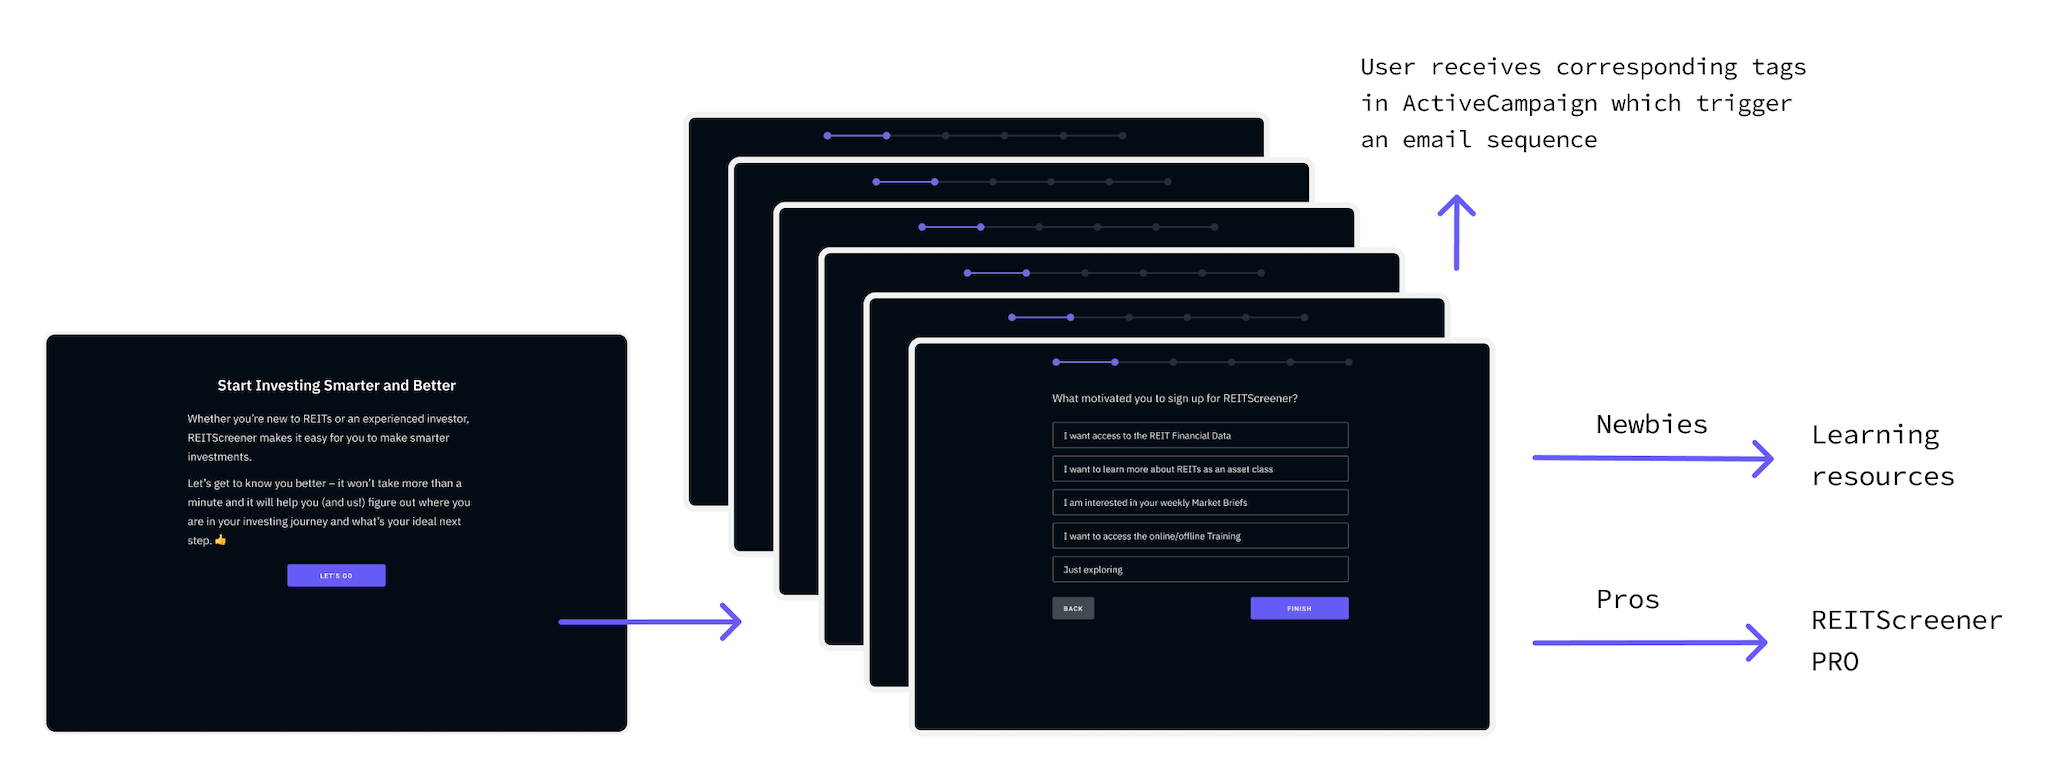 User receives corresponding tags
in ActiveCampaign which trigger
an email sequence
Start Investing Smarter and Better
Whether you're new to REITs or an experienced investor,
REITScreener makes it easy for you to make smarter
investments.
Let's get to know you better – it won't take more than a
minute and it will help you (and us!) figure out where you
are in your investing journey and what's your ideal next
step. 👍
LET'S GO
What motivated you to sign up for REITScreener?
I want access to the REIT Financial Data
I want to learn more about REITs as an asset class
I am interested in your weekly Market Briefs
I want to access the online/offline Training
Just exploring
BACK
FINISH
Newbies
Learning
resources
Pros
REITScreener
PRO